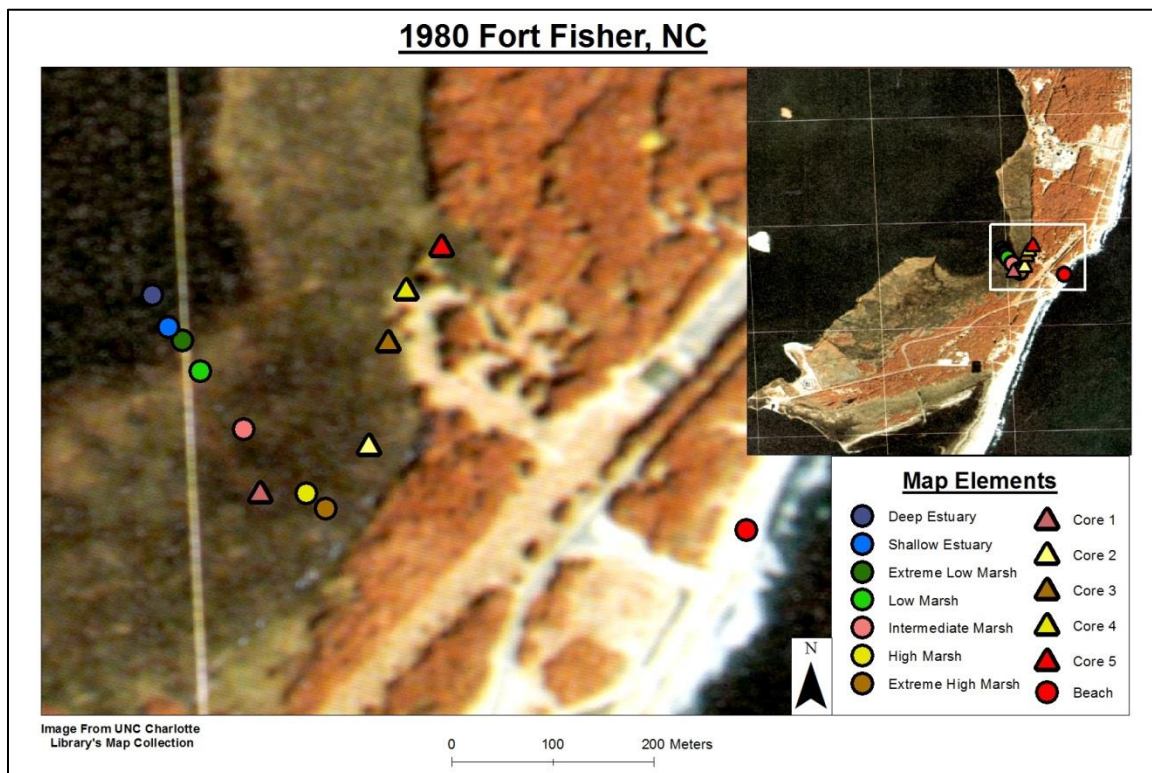 1980 Fort Fisher, NC
Map Elements
Deep Estuary
Shallow Estuary
Extreme Low Marsh
Low Marsh
Intermediate Marsh
High Marsh
Extreme High Marsh
Core 1
Core 2
Core 3
Core 4
Core 5
Beach
N
Image From UNC Charlotte
Library's Map Collection
0 100 200 Meters